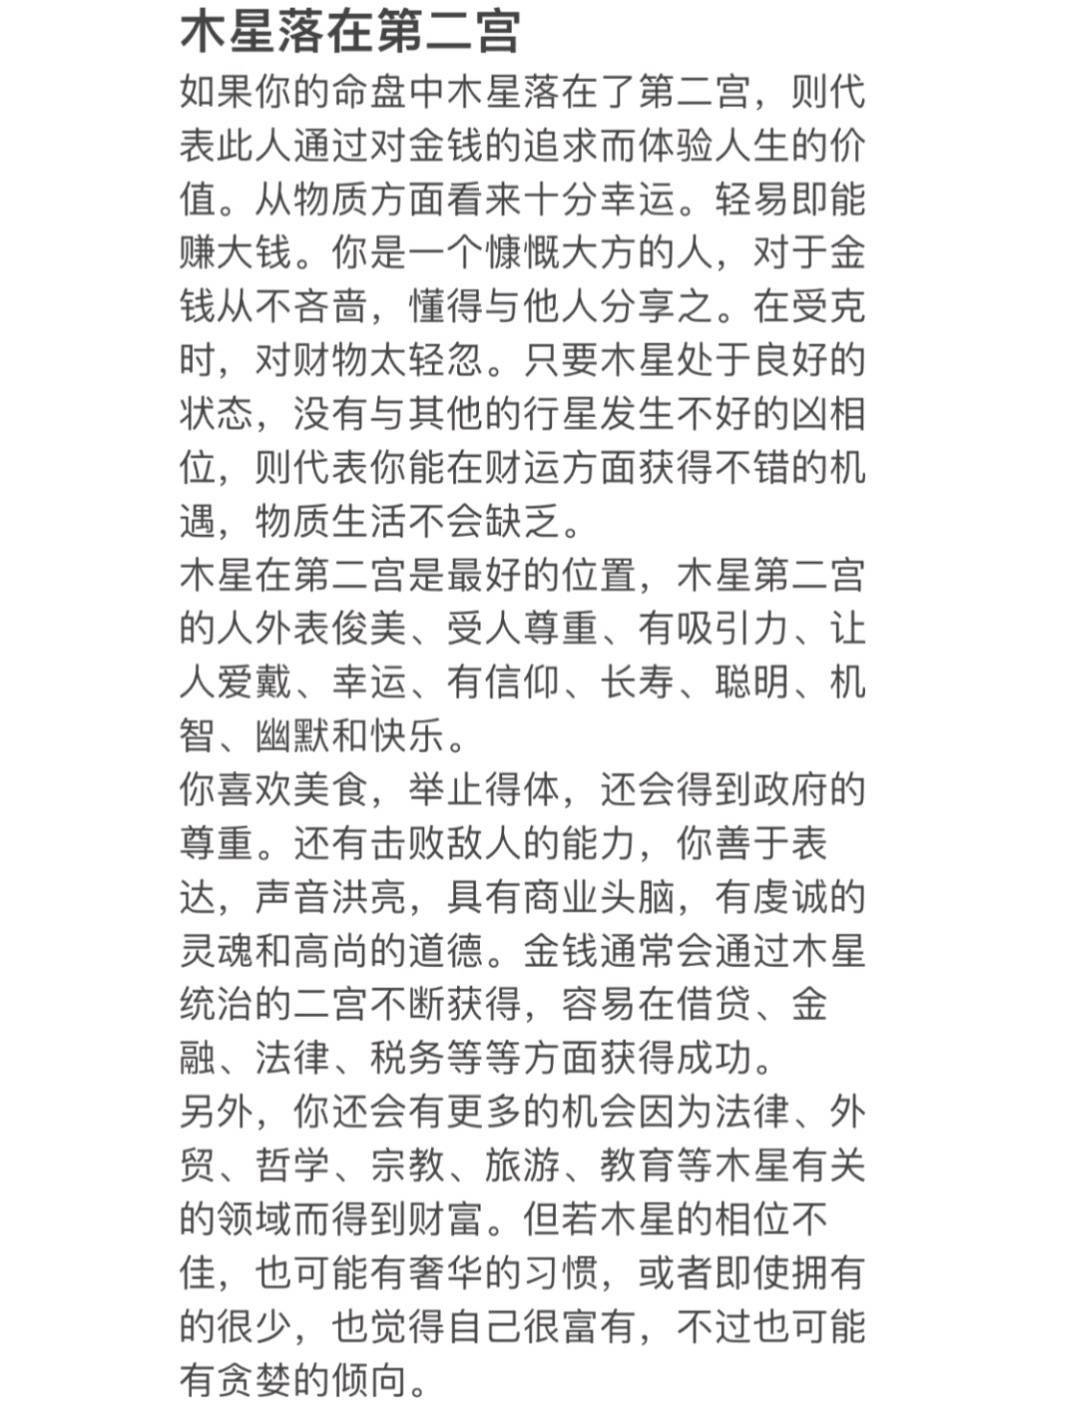 木星落在第二宫
如果你的命盘中木星落在了第二宫，则代
表此人通过对金钱的追求而体验人生的价
值。从物质方面看来十分幸运。轻易即能
赚大钱。你是一个慷慨大方的人，对于金
钱从不吝啬，懂得与他人分享之。在受克
时，对财物太轻忽。只要木星处于良好的
状态，没有与其他的行星发生不好的凶相
位，则代表你能在财运方面获得不错的机
遇，物质生活不会缺乏。
木星在第二宫是最好的位置，木星第二宫
的人外表俊美、受人尊重、有吸引力、让
人爱戴、幸运、有信仰、长寿、聪明、机
智、幽默和快乐。
你喜欢美食，举止得体，还会得到政府的
尊重。还有击败敌人的能力，你善于表
达，声音洪亮，具有商业头脑，有虔诚的
灵魂和高尚的道德。金钱通常会通过木星
统治的二宫不断获得，容易在借贷、金
融、法律、税务等等方面获得成功。
另外，你还会有更多的机会因为法律、外
贸、哲学、宗教、旅游、教育等木星有关
的领域而得到财富。但若木星的相位不
佳，也可能有奢华的习惯，或者即使拥有
的很少，也觉得自己很富有，不过也可能
有贪婪的倾向。